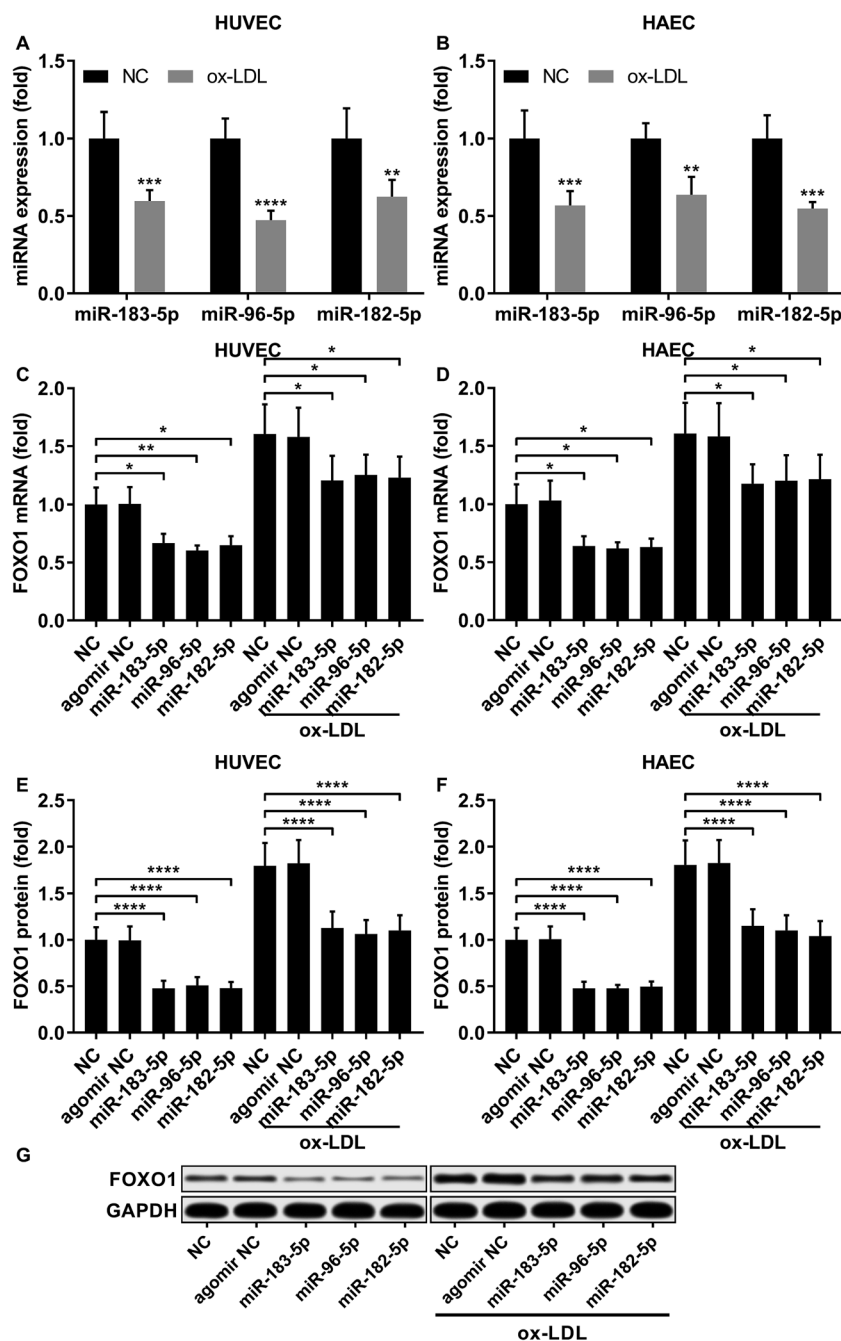 HUVEC
HAEC
A
B
miRNA expression (fold)
1.5
1.0
0.5
0.0
NC
ox-LDL
***
****
**
miR-183-5p
miR-96-5p
miR-182-5p
miRNA expression (fold)
1.5
1.0
0.5
0.0
NC
ox-LDL
***
**
***
miR-183-5p
miR-96-5p
miR-182-5p
HUVEC
HAEC
C
D
FOXO1 mRNA (fold)
2.0
1.5
1.0
0.5
0.0
*
**
*
*
*
*
NC
agomir NC
miR-183-5p
miR-96-5p
miR-182-5p
NC
agomir NC
miR-183-5p
miR-96-5p
miR-182-5p
ox-LDL
FOXO1 mRNA (fold)
2.0
1.5
1.0
0.5
0.0
*
*
*
*
*
*
NC
agomir NC
miR-183-5p
miR-96-5p
miR-182-5p
NC
agomir NC
miR-183-5p
miR-96-5p
miR-182-5p
ox-LDL
HUVEC
HAEC
E
F
FOXO1 protein (fold)
2.5
2.0
1.5
1.0
0.5
0.0
****
****
****
****
****
****
NC
agomir NC
miR-183-5p
miR-96-5p
miR-182-5p
NC
agomir NC
miR-183-5p
miR-96-5p
miR-182-5p
ox-LDL
FOXO1 protein (fold)
2.5
2.0
1.5
1.0
0.5
0.0
****
****
****
****
****
****
NC
agomir NC
miR-183-5p
miR-96-5p
miR-182-5p
NC
agomir NC
miR-183-5p
miR-96-5p
miR-182-5p
ox-LDL
G
FOXO1
GAPDH
NC
agomir NC
miR-183-5p
miR-96-5p
miR-182-5p
NC
agomir NC
miR-183-5p
miR-96-5p
miR-182-5p
ox-LDL